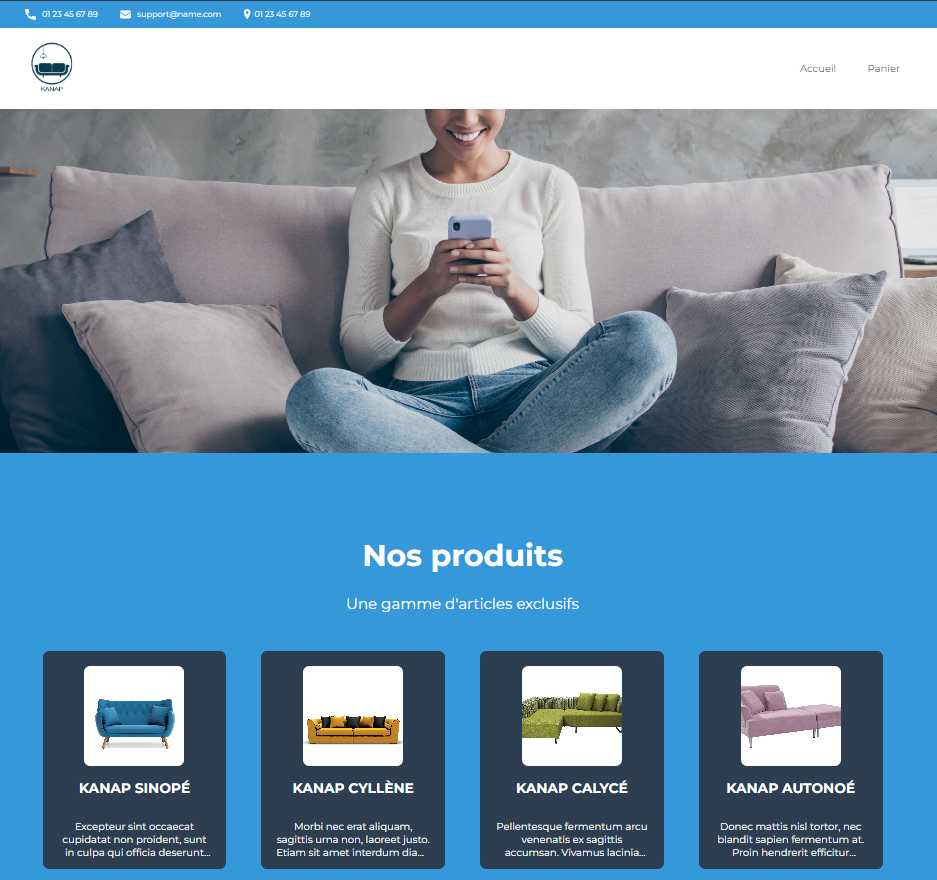 01 23 45 67 89 support@name.com 01 23 45 67 89
KANAP
Accueil Panier
Nos produits
Une gamme d'articles exclusifs
KANAP SINOPÉ
Excepteur sint occaecat
cupidatat non proident, sunt
in culpa qui officia deserunt...
KANAP CYLLÈNE
Morbi nec erat aliquam,
sagittis urna non, laoreet justo.
Etiam sit amet interdum dia...
KANAP CALYCÉ
Pellentesque fermentum arcu
venenatis ex sagittis
accumsan. Vivamus lacinia...
KANAP AUTONOÉ
Donec mattis nisl tortor, nec
blandit sapien fermentum at.
Proin hendrerit efficitur...